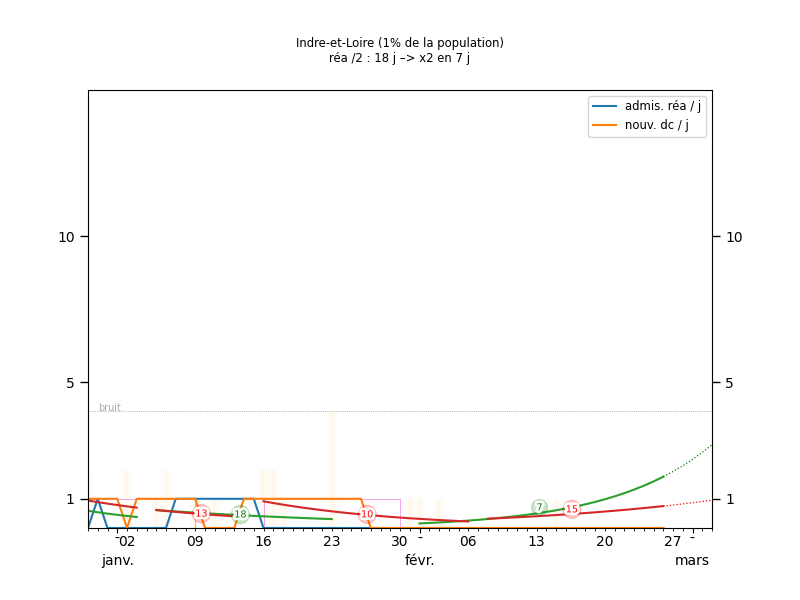 Indre-et-Loire (1% de la population)
réa /2 : 18 j –> x2 en 7 j
admis. réa / j
nouv. dc / j
10 10
5 5
bruit
1 1
13 18 10 7 15
02 09 16 23 30 06 13 20 27
janv. févr. mars